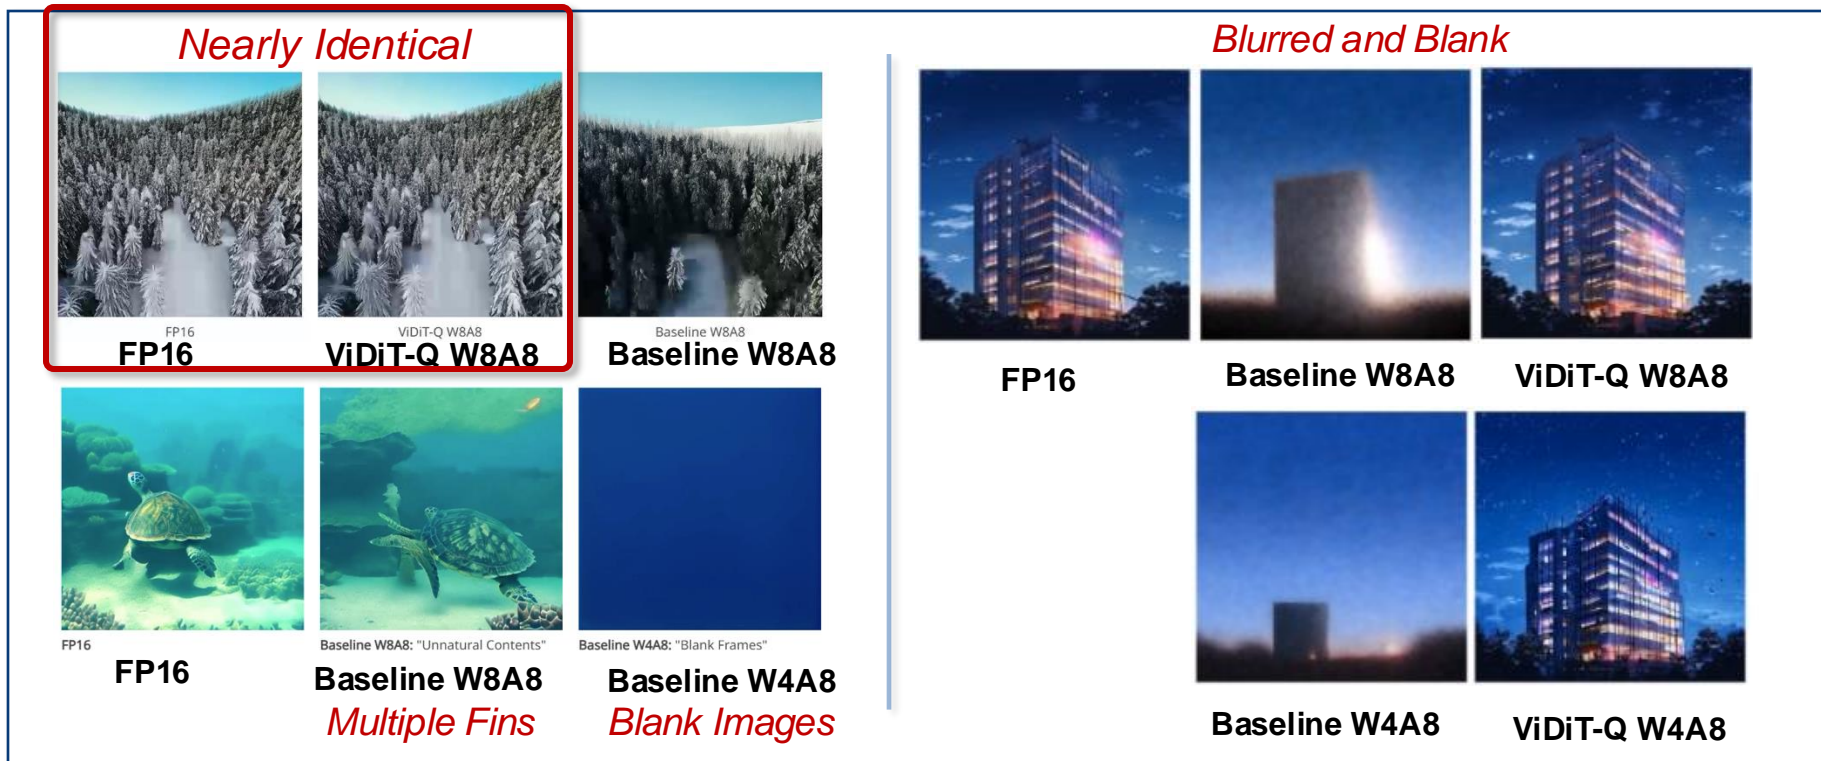 Nearly Identical
FP16
ViDiT-Q W8A8
Baseline W8A8
FP16
ViDiT-Q W8A8
Baseline W8A8
FP16
Baseline W8A8: "Unnatural Contents"
Baseline W4A8: "Blank Frames"
FP16
Baseline W8A8
Baseline W4A8
Multiple Fins
Blank Images
Blurred and Blank
FP16
Baseline W8A8
ViDiT-Q W8A8
Baseline W4A8
ViDiT-Q W4A8